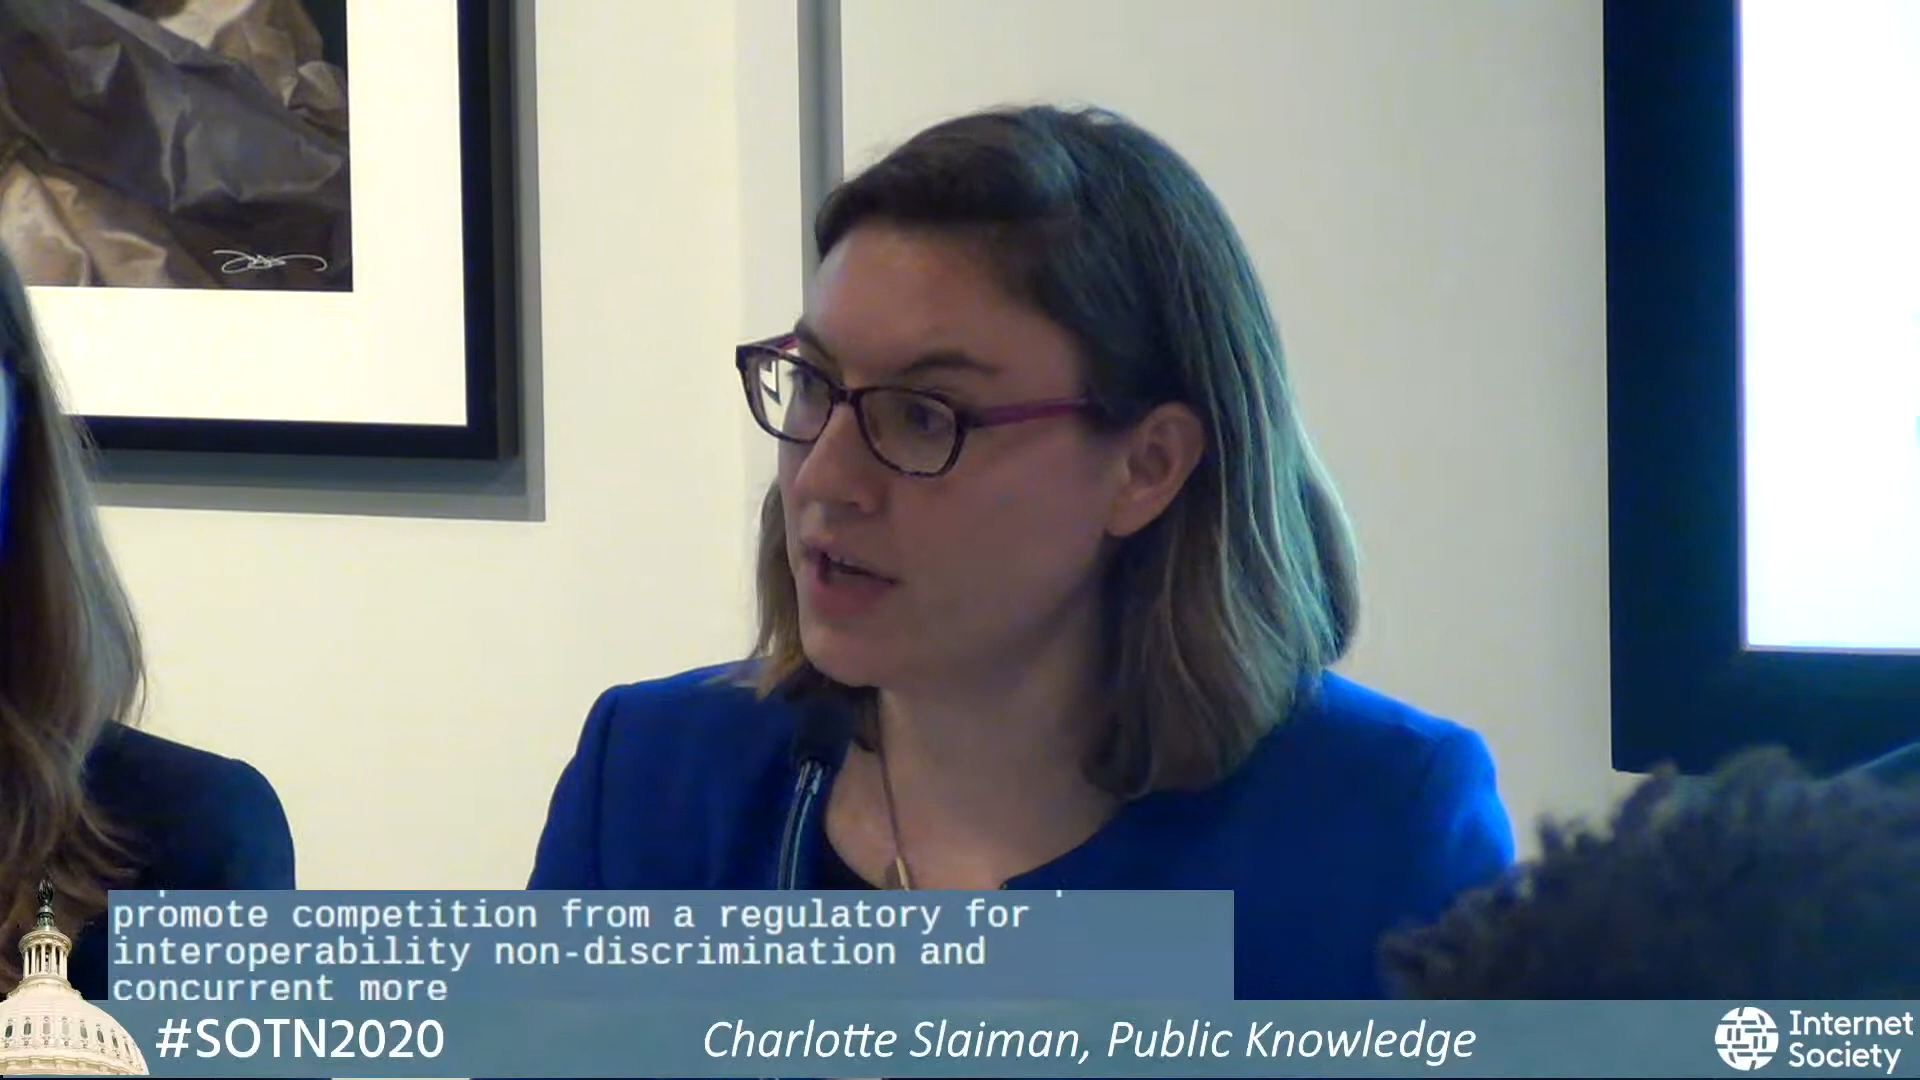 promote competition from a regulatory for
interoperability non-discrimination and
concurrent more
#SOTN2020
Charlotte Slaiman, Public Knowledge
Internet
Society